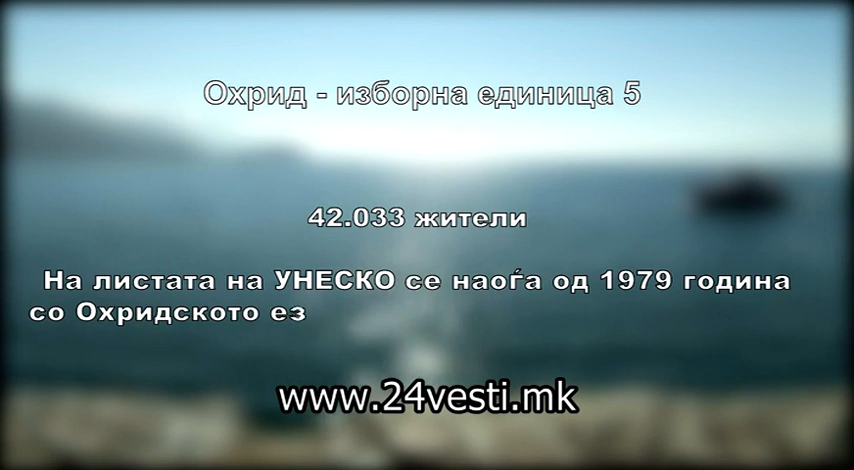 Охрид - изборна единица 5
42.033 жители
На листата на УНЕСКО се наоѓа од 1979 година
со Охридското ез
www.24vesti.mk